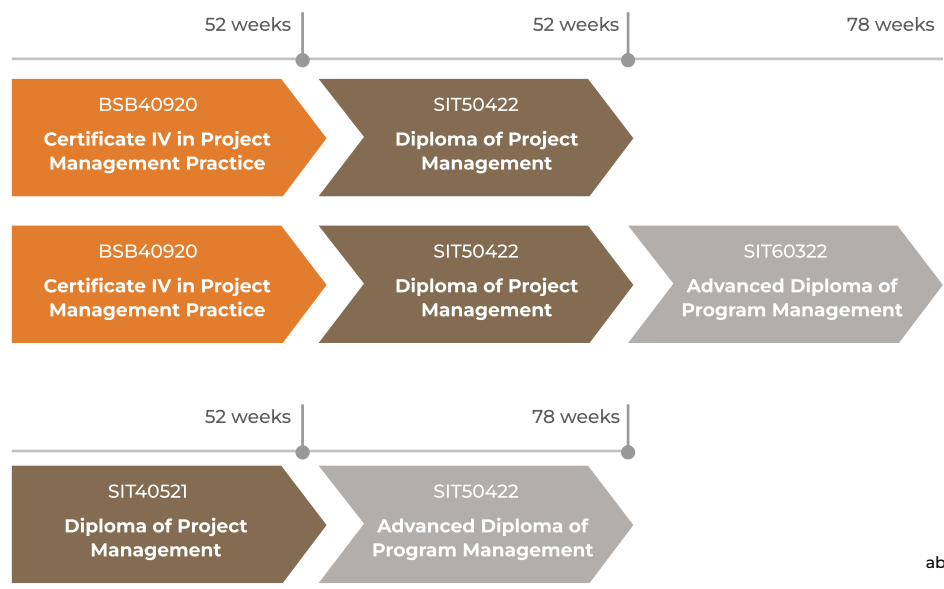 52 weeks
52 weeks
78 weeks
BSB40920
Certificate IV in Project
Management Practice
SIT50422
Diploma of Project
Management
BSB40920
Certificate IV in Project
Management Practice
SIT50422
Diploma of Project
Management
SIT60322
Advanced Diploma of
Program Management
52 weeks
78 weeks
SIT40521
Diploma of Project
Management
SIT50422
Advanced Diploma of
Program Management
ab